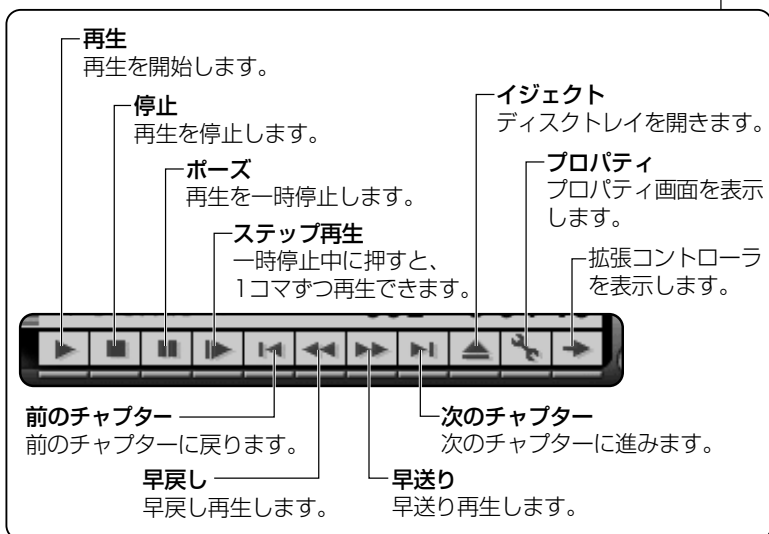 再生
再生を開始します。
停止
再生を停止します。
ポーズ
再生を一時停止します。
ステップ再生
一時停止中に押すと、
1コマずつ再生できます。
イジェクト
ディスクトレイを開きます。
プロパティ
プロパティ画面を表示
します。
拡張コントローラ
を表示します。
前のチャプター
前のチャプターに戻ります。
早戻し
早戻し再生します。
早送り
早送り再生します。
次のチャプター
次のチャプターに進みます。